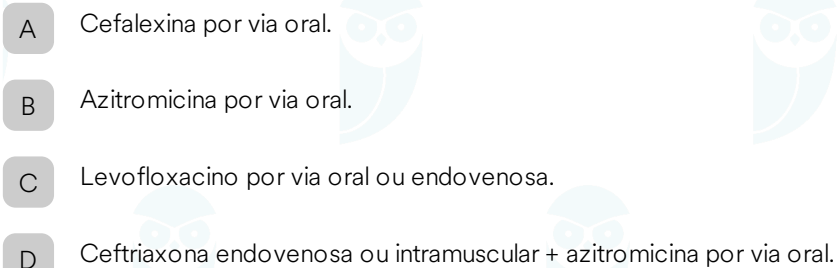 A Cefalexina por via oral.
B Azitromicina por via oral.
C Levofloxacino por via oral ou endovenosa.
D Ceftriaxona endovenosa ou intramuscular + azitromicina por via oral.